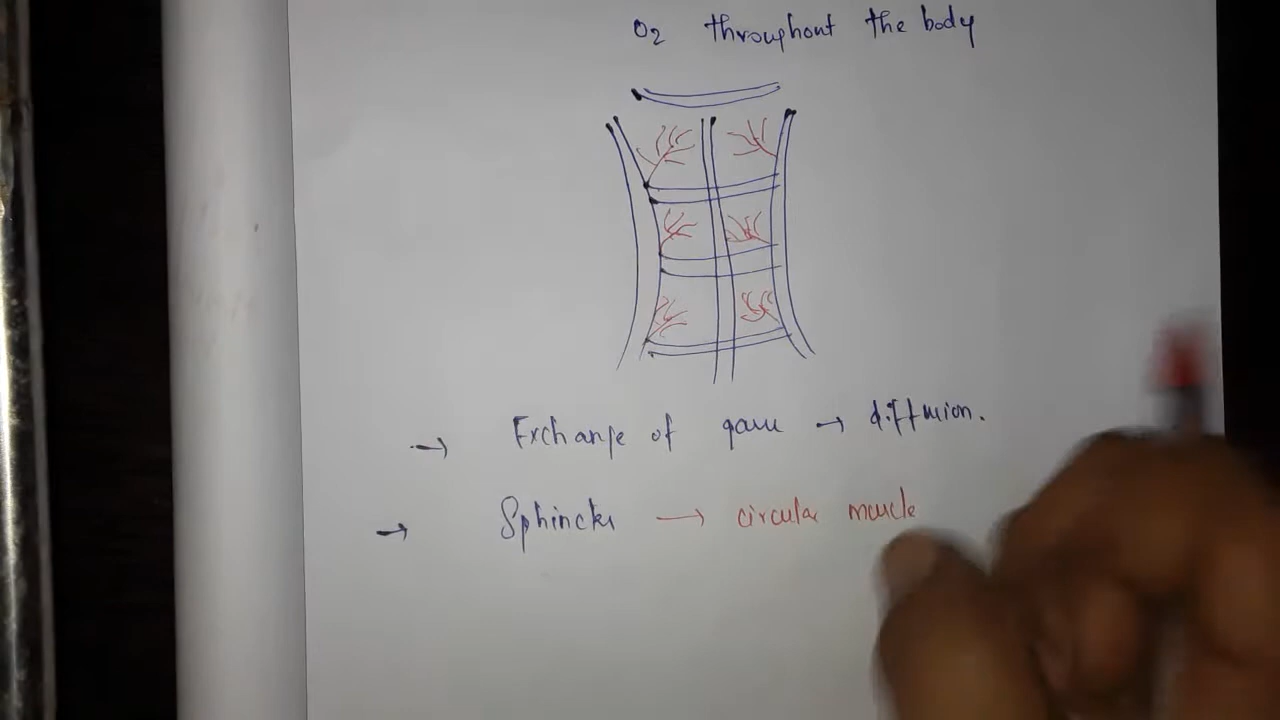 O2 throughout the body
→ Exchange of gases → diffusion.
→ Sphincter → circular muscle